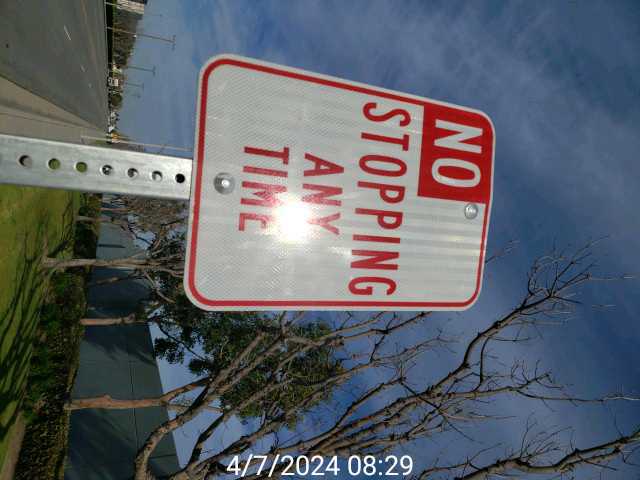 NO
STOPPING
ANY
TIME
4/7/2024 08:29